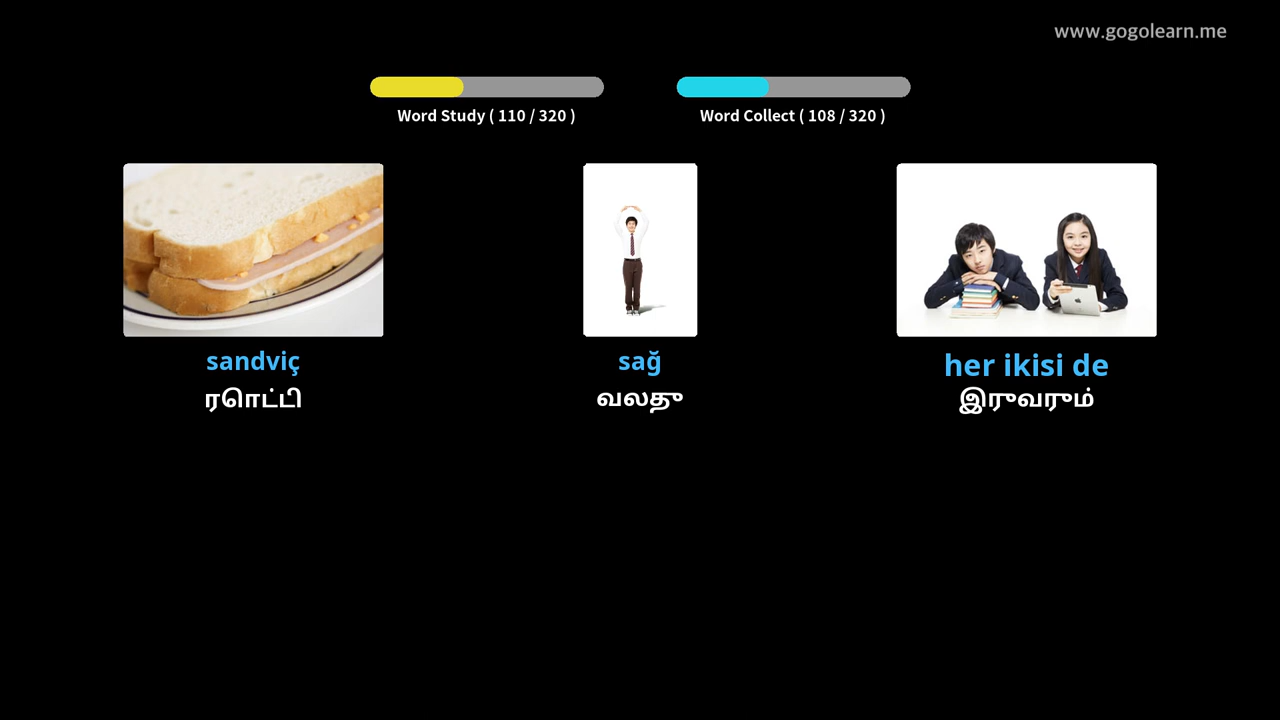 www.gogolearn.me
Word Study ( 110 / 320 )
Word Collect ( 108 / 320 )
sandviç
sağ
her ikisi de
ரொட்டி
வலது
இருவரும்